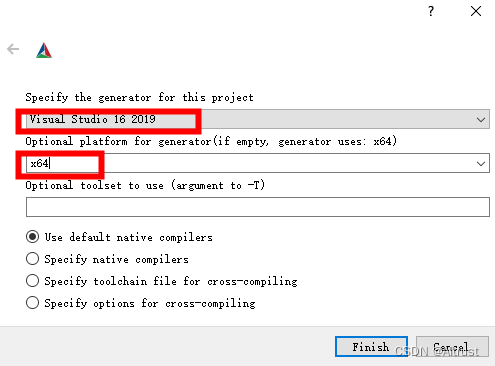 ?
Specify the generator for this project
Visual Studio 16 2019
Optional platform for generator(if empty, generator uses: x64)
x64
Optional toolset to use (argument to -T)
Use default native compilers
Specify native compilers
Specify toolchain file for cross-compiling
Specify options for cross-compiling
Finish Cancel
CSDN @AItrust